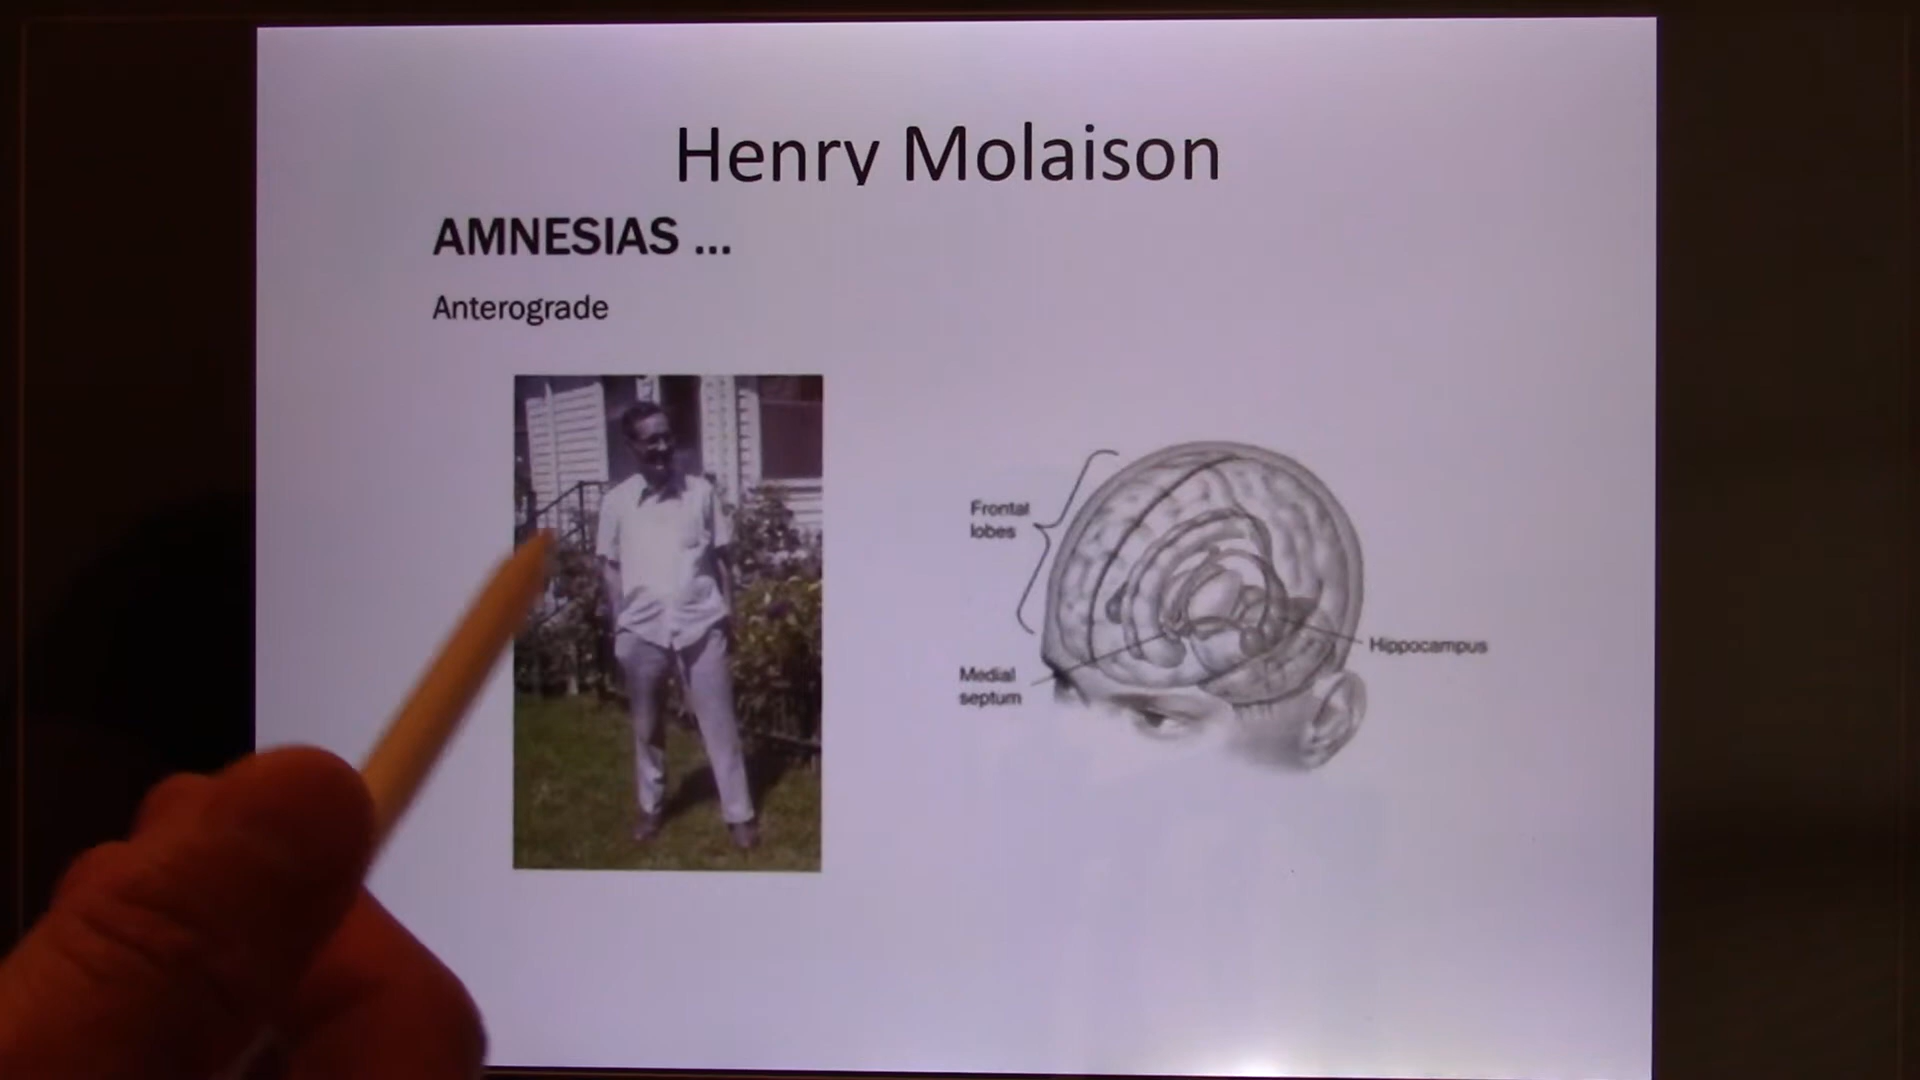 Henry Molaison
AMNESIAS ...
Anterograde
Frontal
lobes
Hippocampus
Medial
septum